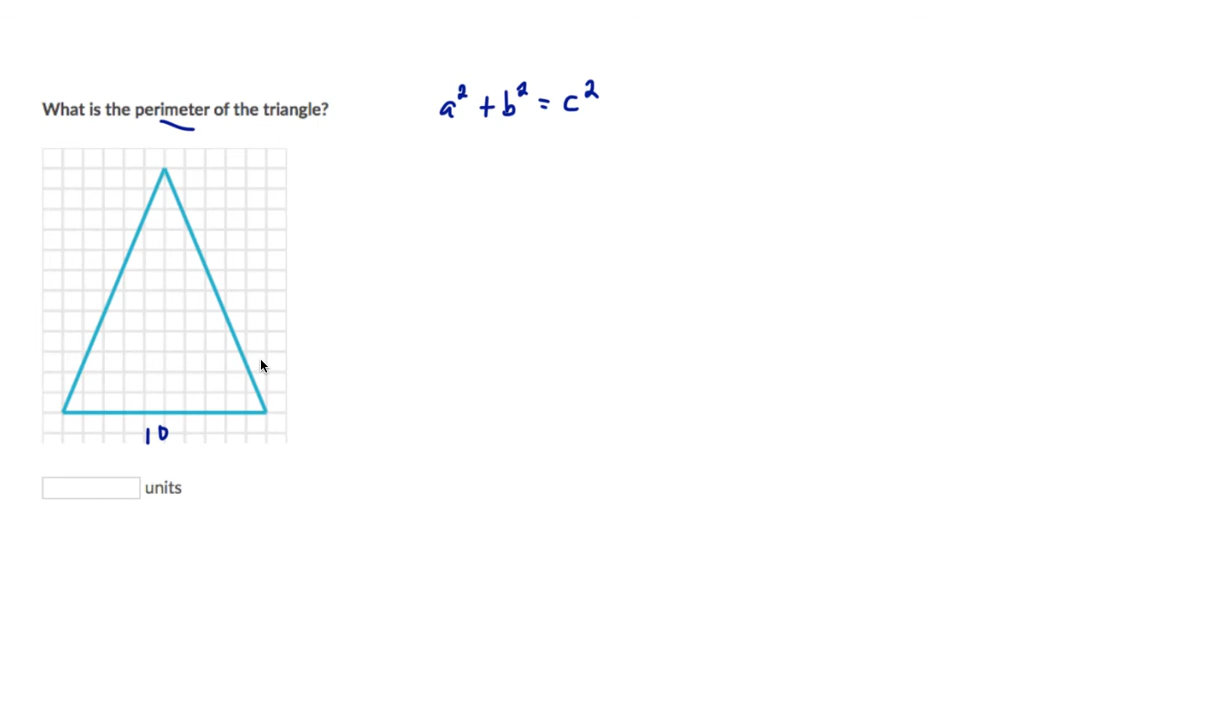 What is the perimeter of the triangle?
a² + b² = c²
10
units